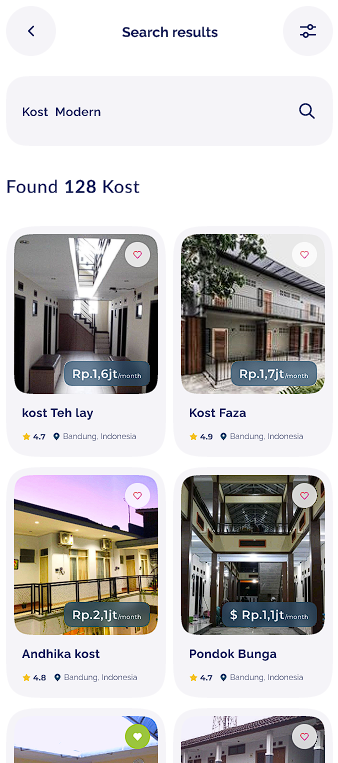 Search results
Kost Modern
Found 128 Kost
Rp.1,6jt/month
kost Teh lay
4.7 Bandung, Indonesia
Rp.1,7jt/month
Kost Faza
4.9 Bandung, Indonesia
Rp.2,1jt/month
Andhika kost
4.8 Bandung, Indonesia
$ Rp.1,1jt/month
Pondok Bunga
4.7 Bandung, Indonesia